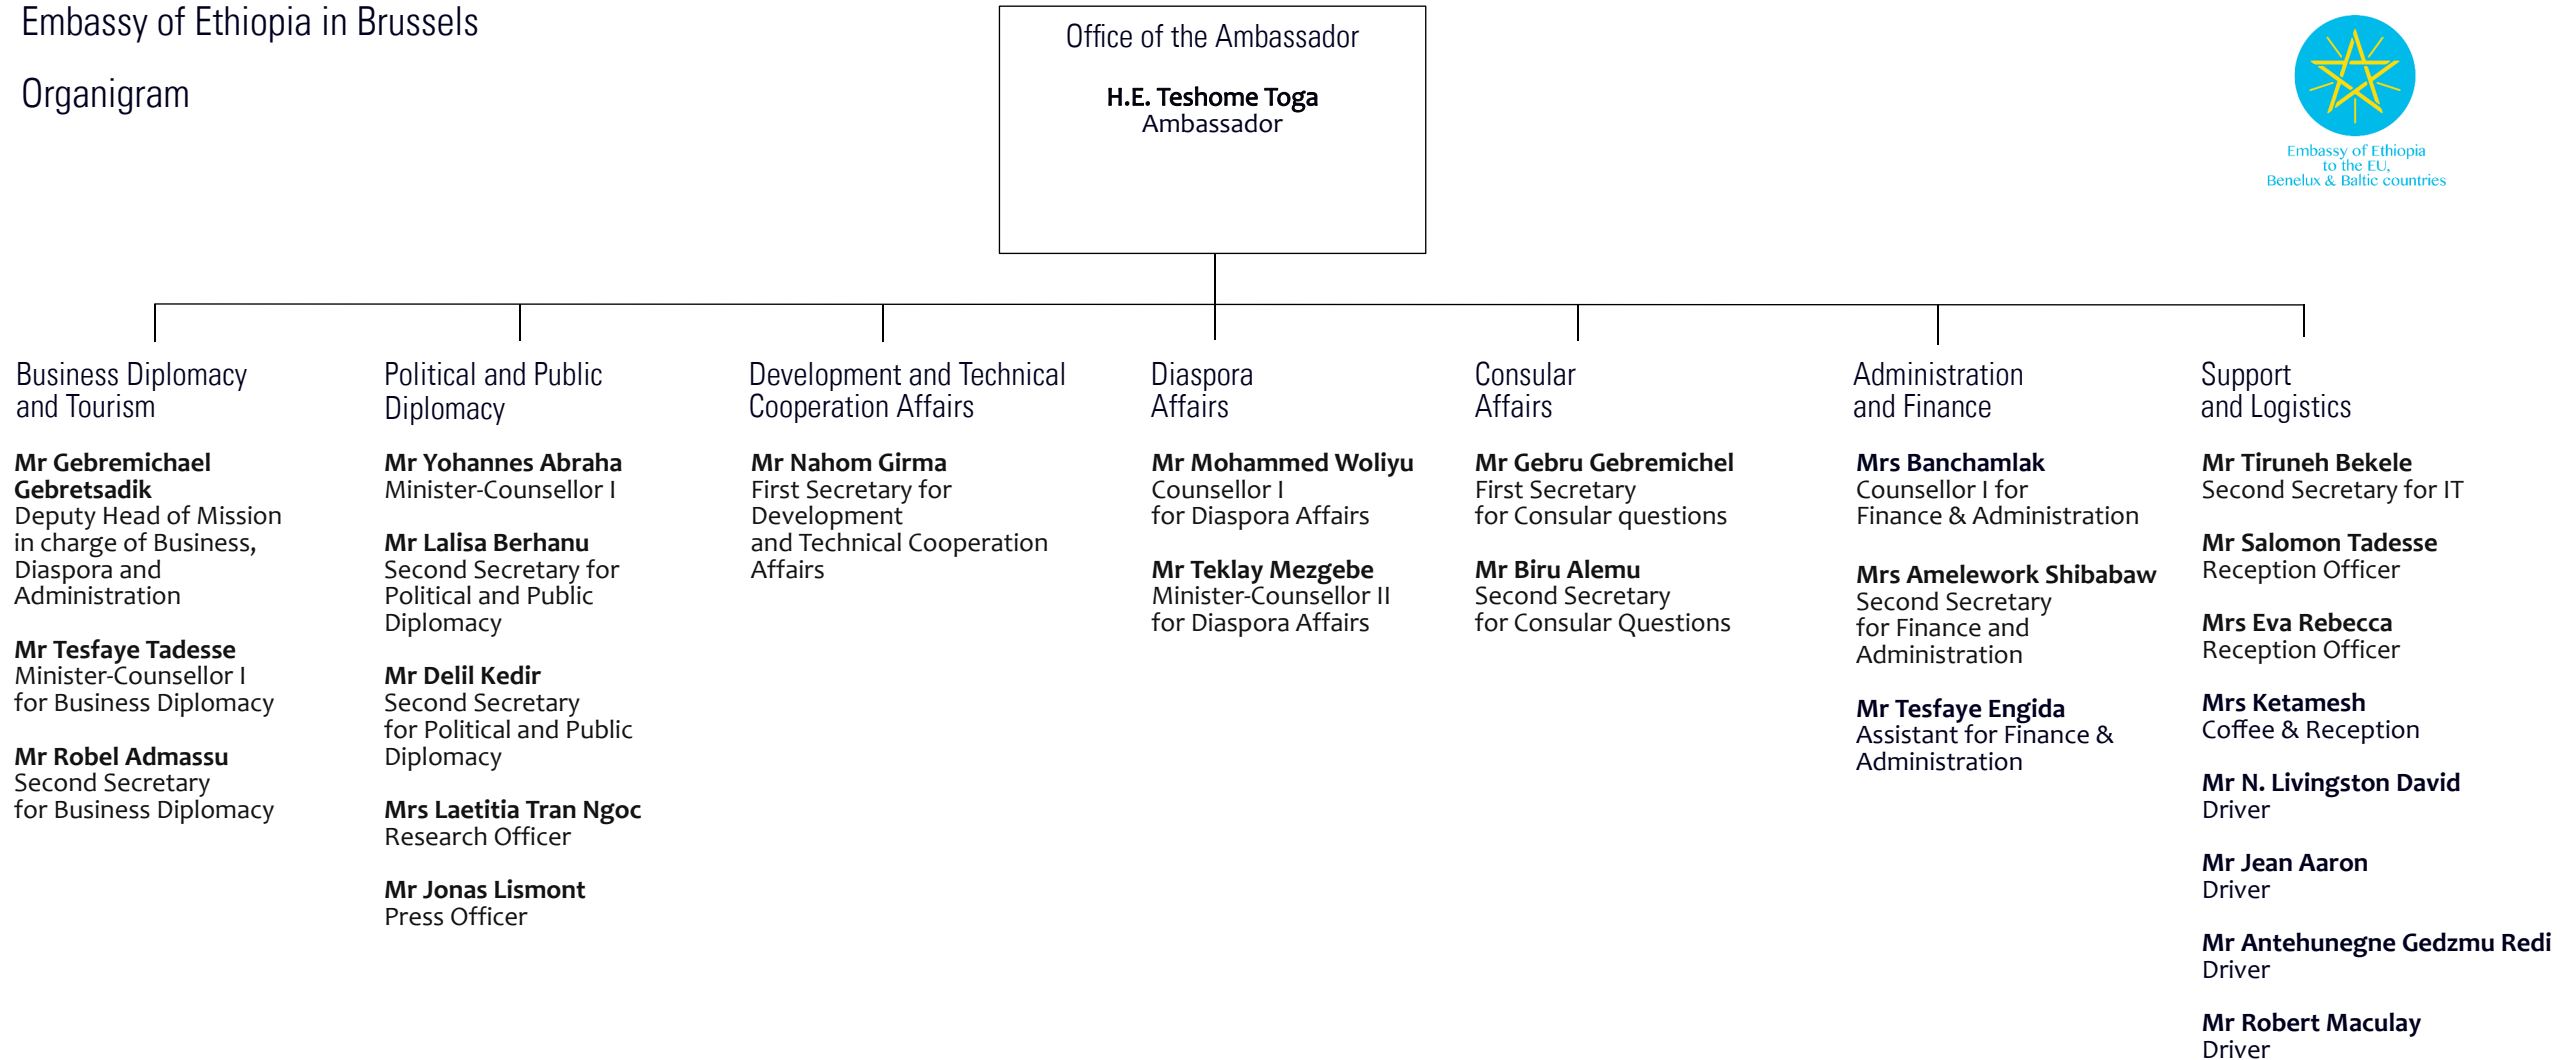 Embassy of Ethiopia in Brussels
Organigram
Office of the Ambassador
H.E. Teshome Toga
Ambassador
Embassy of Ethiopia
to the EU,
Benelux & Baltic countries
Business Diplomacy
and Tourism
Mr Gebremichael
Gebretsadik
Deputy Head of Mission
in charge of Business,
Diaspora and
Administration
Mr Tesfaye Tadesse
Minister-Counsellor I
for Business Diplomacy
Mr Robel Admassu
Second Secretary
for Business Diplomacy
Political and Public
Diplomacy
Mr Yohannes Abraha
Minister-Counsellor I
Mr Lalisa Berhanu
Second Secretary for
Political and Public
Diplomacy
Mr Delil Kedir
Second Secretary
for Political and Public
Diplomacy
Mrs Laetitia Tran Ngoc
Research Officer
Mr Jonas Lismont
Press Officer
Development and Technical
Cooperation Affairs
Mr Nahom Girma
First Secretary for
Development
and Technical Cooperation
Affairs
Diaspora
Affairs
Mr Mohammed Woliyu
Counsellor I
for Diaspora Affairs
Mr Teklay Mezgebe
Minister-Counsellor II
for Diaspora Affairs
Consular
Affairs
Mr Gebru Gebremichel
First Secretary
for Consular questions
Mr Biru Alemu
Second Secretary
for Consular Questions
Administration
and Finance
Mrs Banchamlak
Counsellor I for
Finance & Administration
Mrs Amelework Shibabaw
Second Secretary
for Finance and
Administration
Mr Tesfaye Engida
Assistant for Finance &
Administration
Support
and Logistics
Mr Tiruneh Bekele
Second Secretary for IT
Mr Salomon Tadesse
Reception Officer
Mrs Eva Rebecca
Reception Officer
Mrs Ketamesh
Coffee & Reception
Mr N. Livingston David
Driver
Mr Jean Aaron
Driver
Mr Antehunegne Gedzmu Redi
Driver
Mr Robert Maculay
Driver